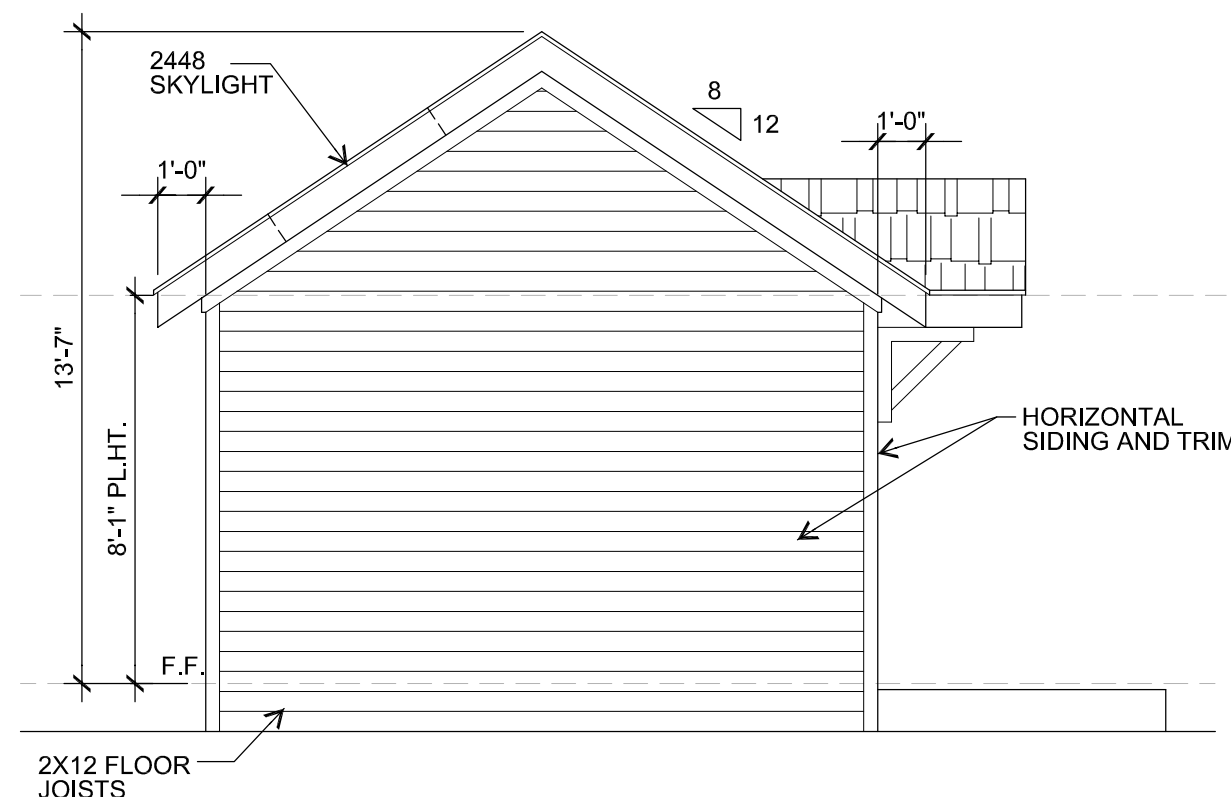 2448
SKYLIGHT
8
12
1'-0"
1'-0"
13'-7"
8'-1" PL.HT.
HORIZONTAL
SIDING AND TRIM
F.F.
2X12 FLOOR
JOISTS